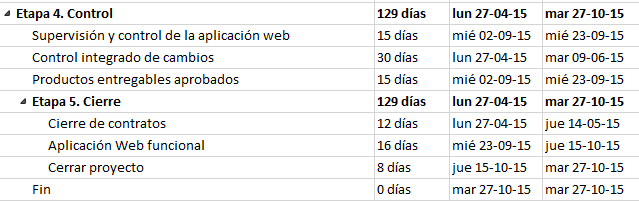 Etapa 4. Control 129 días lun 27-04-15 mar 27-10-15
Supervisión y control de la aplicación web 15 días mié 02-09-15 mié 23-09-15
Control integrado de cambios 30 días lun 27-04-15 mar 09-06-15
Productos entregables aprobados 15 días mié 02-09-15 mié 23-09-15
Etapa 5. Cierre 129 días lun 27-04-15 mar 27-10-15
Cierre de contratos 12 días lun 27-04-15 jue 14-05-15
Aplicación Web funcional 16 días mié 23-09-15 jue 15-10-15
Cerrar proyecto 8 días jue 15-10-15 mar 27-10-15
Fin 0 días mar 27-10-15 mar 27-10-15